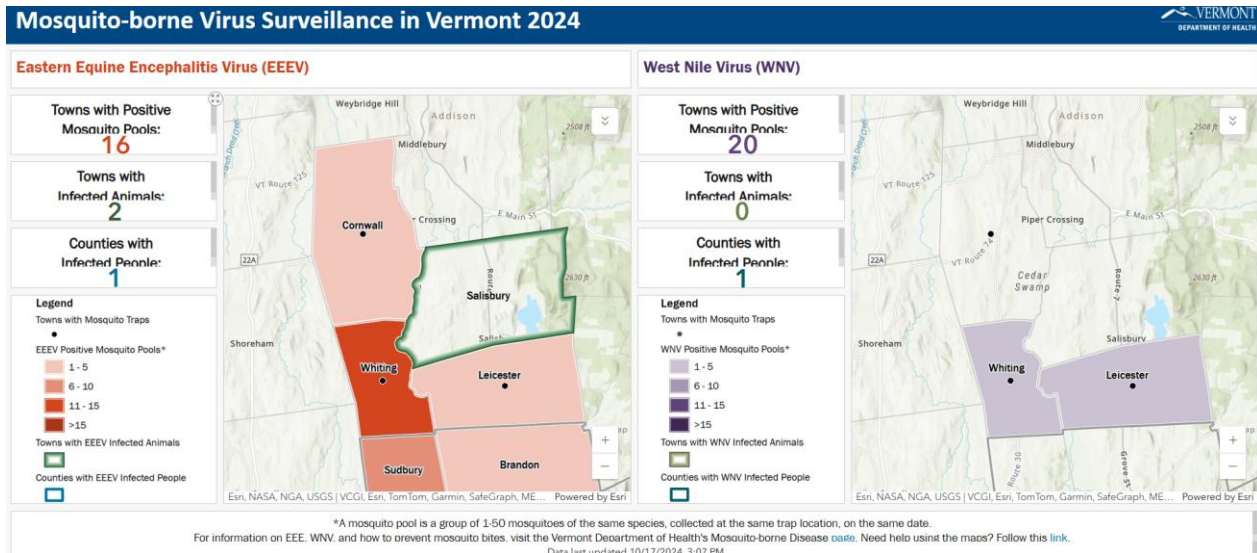 Mosquito-borne Virus Surveillance in Vermont 2024
VERMONT
DEPARTMENT OF HEALTH
Eastern Equine Encephalitis Virus (EEEV)
Towns with Positive
Mosquito Pools:
16
Towns with
Infected Animals:
2
Counties with
Infected People:
1
Legend
Towns with Mosquito Traps
EEEV Positive Mosquito Pools*
1 - 5
6 - 10
11 - 15
>15
Towns with EEEV Infected Animals
Counties with EEEV Infected People
Weybridge Hill
Addison
2508 ft
Middlebury
VT Route 125
Crossing
E Main St
Cornwall
22A
2630 ft
Route
Salisbury
Salisb
Shoreham
Whiting
Leicester
Sudbury
Brandon
+
−
Esri, NASA, NGA, USGS | VCGI, Esri, TomTom, Garmin, SafeGraph, ME... Powered by Esri
West Nile Virus (WNV)
Towns with Positive
Mosquito Pools:
20
Towns with
Infected Animals:
0
Counties with
Infected People:
1
Legend
Towns with Mosquito Traps
WNV Positive Mosquito Pools*
1 - 5
6 - 10
11 - 15
>15
Towns with WNV Infected Animals
Counties with WNV Infected People
Weybridge Hill
Addison
2508 ft
Middlebury
VT Route 125
E Main St
Piper Crossing
VT Route 74
22A
Cedar
Swamp
2630 ft
Route 7
Salisbury
Shoreham
Whiting
Leicester
Route 30
Grove St
+
−
Esri, NASA, NGA, USGS | VCGI, Esri, TomTom, Garmin, SafeGraph, ME... Powered by Esri
*A mosquito pool is a group of 1-50 mosquitoes of the same species, collected at the same trap location, on the same date.
For information on EEE, WNV, and how to prevent mosquito bites, visit the Vermont Department of Health's Mosquito-borne Disease page. Need help using the maps? Follow this link.
Data last updated 10/17/2024, 3:07 PM